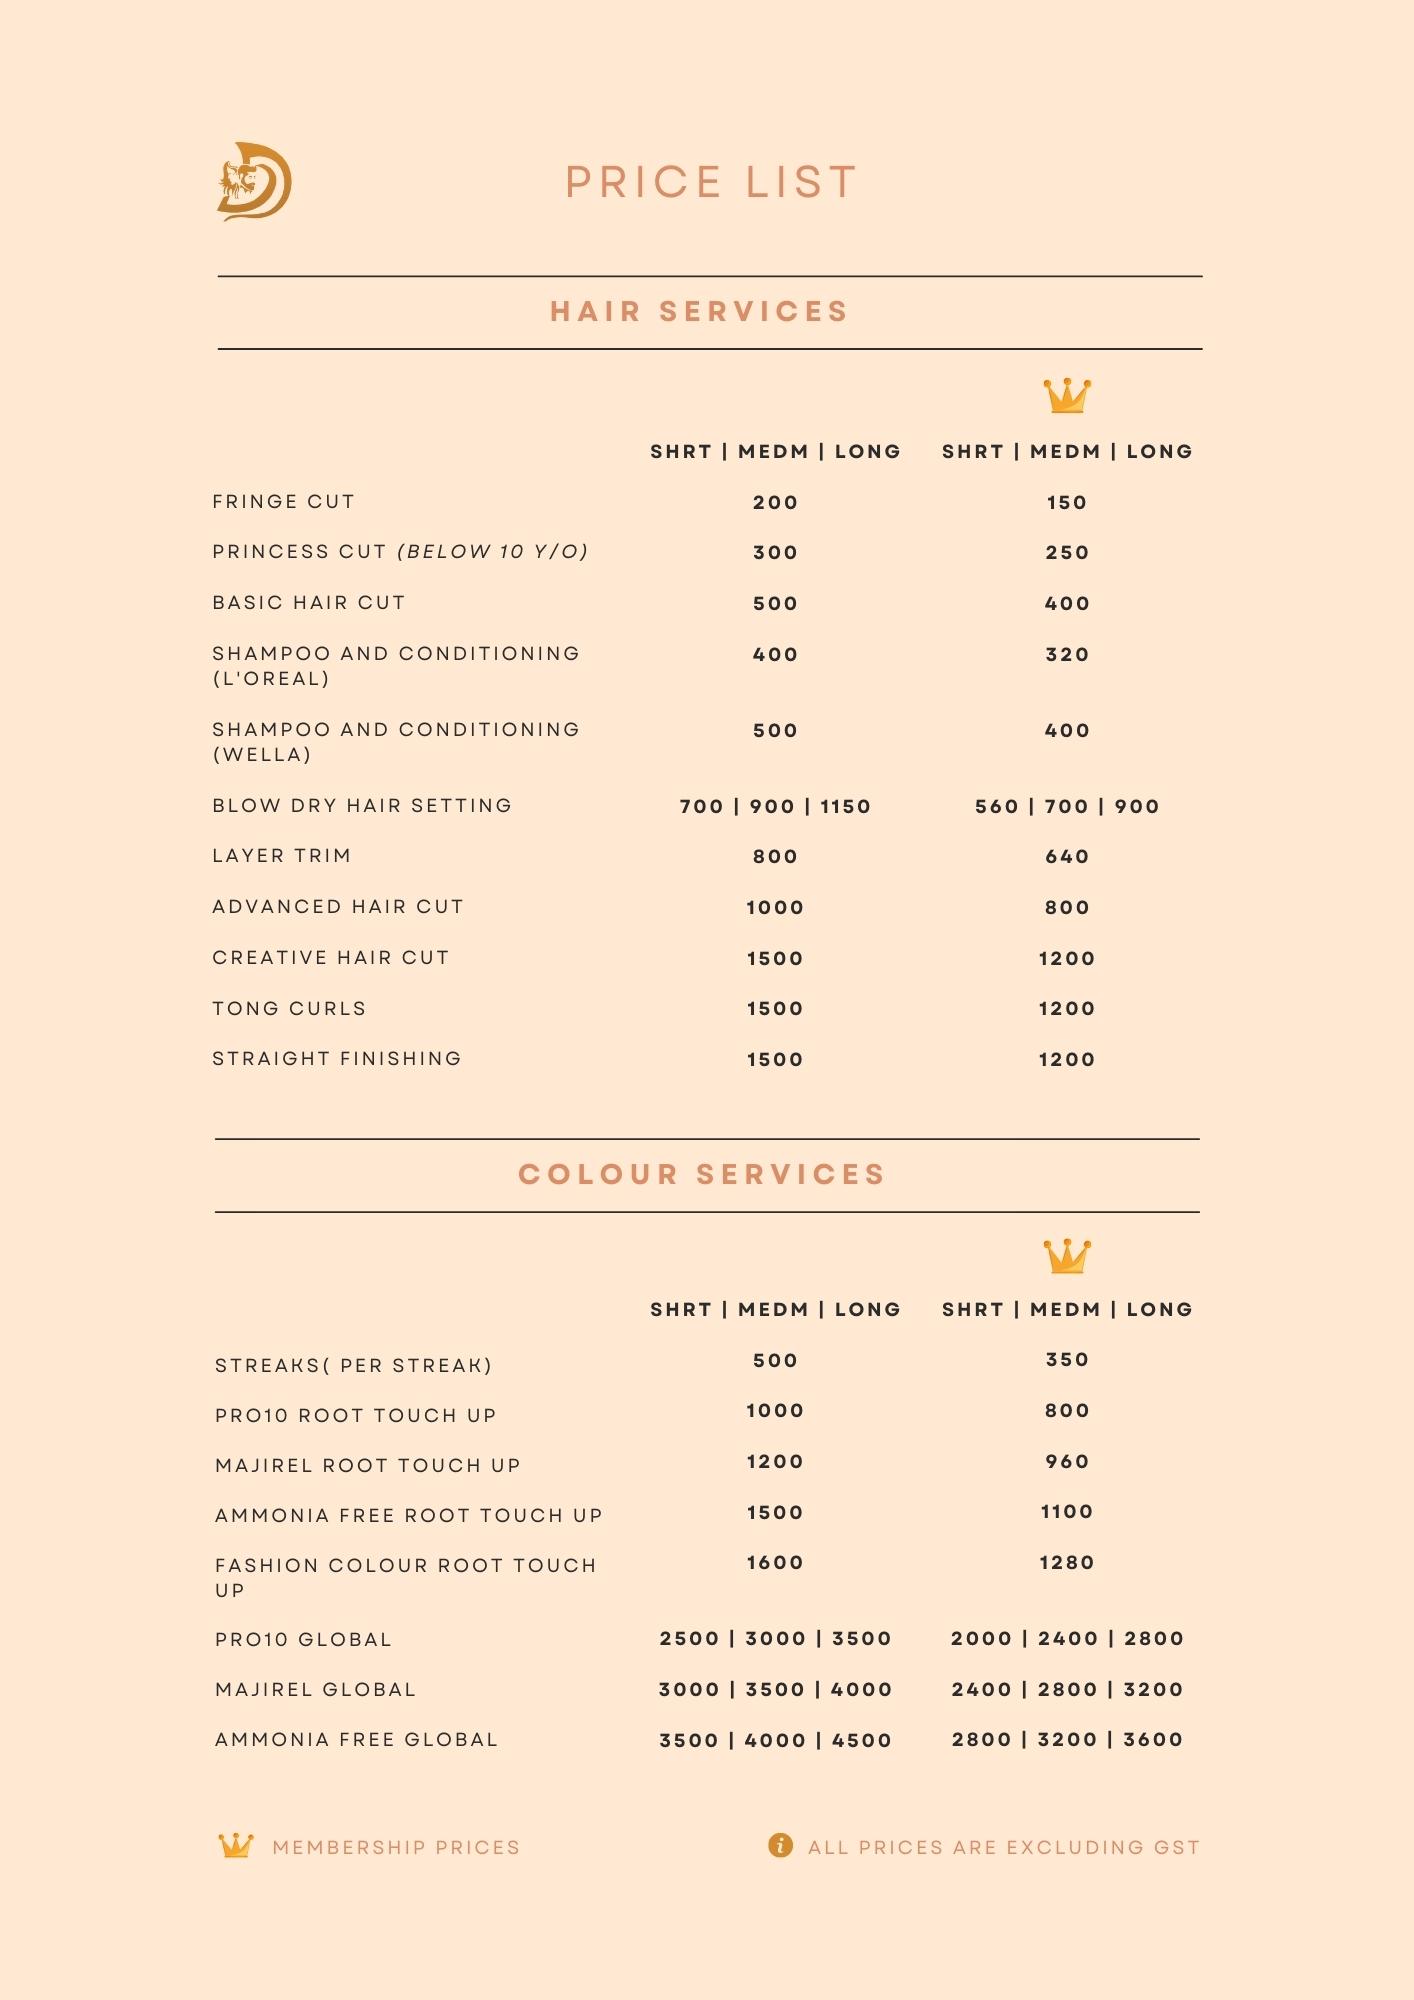 PRICE LIST
HAIR SERVICES
SHRT | MEDM | LONG SHRT | MEDM | LONG
FRINGE CUT 200 150
PRINCESS CUT (BELOW 10 Y/O) 300 250
BASIC HAIR CUT 500 400
SHAMPOO AND CONDITIONING 400 320
(L'OREAL)
SHAMPOO AND CONDITIONING 500 400
(WELLA)
BLOW DRY HAIR SETTING 700 | 900 | 1150 560 | 700 | 900
LAYER TRIM 800 640
ADVANCED HAIR CUT 1000 800
CREATIVE HAIR CUT 1500 1200
TONG CURLS 1500 1200
STRAIGHT FINISHING 1500 1200
COLOUR SERVICES
SHRT | MEDM | LONG SHRT | MEDM | LONG
STREAKS( PER STREAK) 500 350
PRO10 ROOT TOUCH UP 1000 800
MAJIREL ROOT TOUCH UP 1200 960
AMMONIA FREE ROOT TOUCH UP 1500 1100
FASHION COLOUR ROOT TOUCH 1600 1280
UP
PRO10 GLOBAL 2500 | 3000 | 3500 2000 | 2400 | 2800
MAJIREL GLOBAL 3000 | 3500 | 4000 2400 | 2800 | 3200
AMMONIA FREE GLOBAL 3500 | 4000 | 4500 2800 | 3200 | 3600
MEMBERSHIP PRICES i ALL PRICES ARE EXCLUDING GST